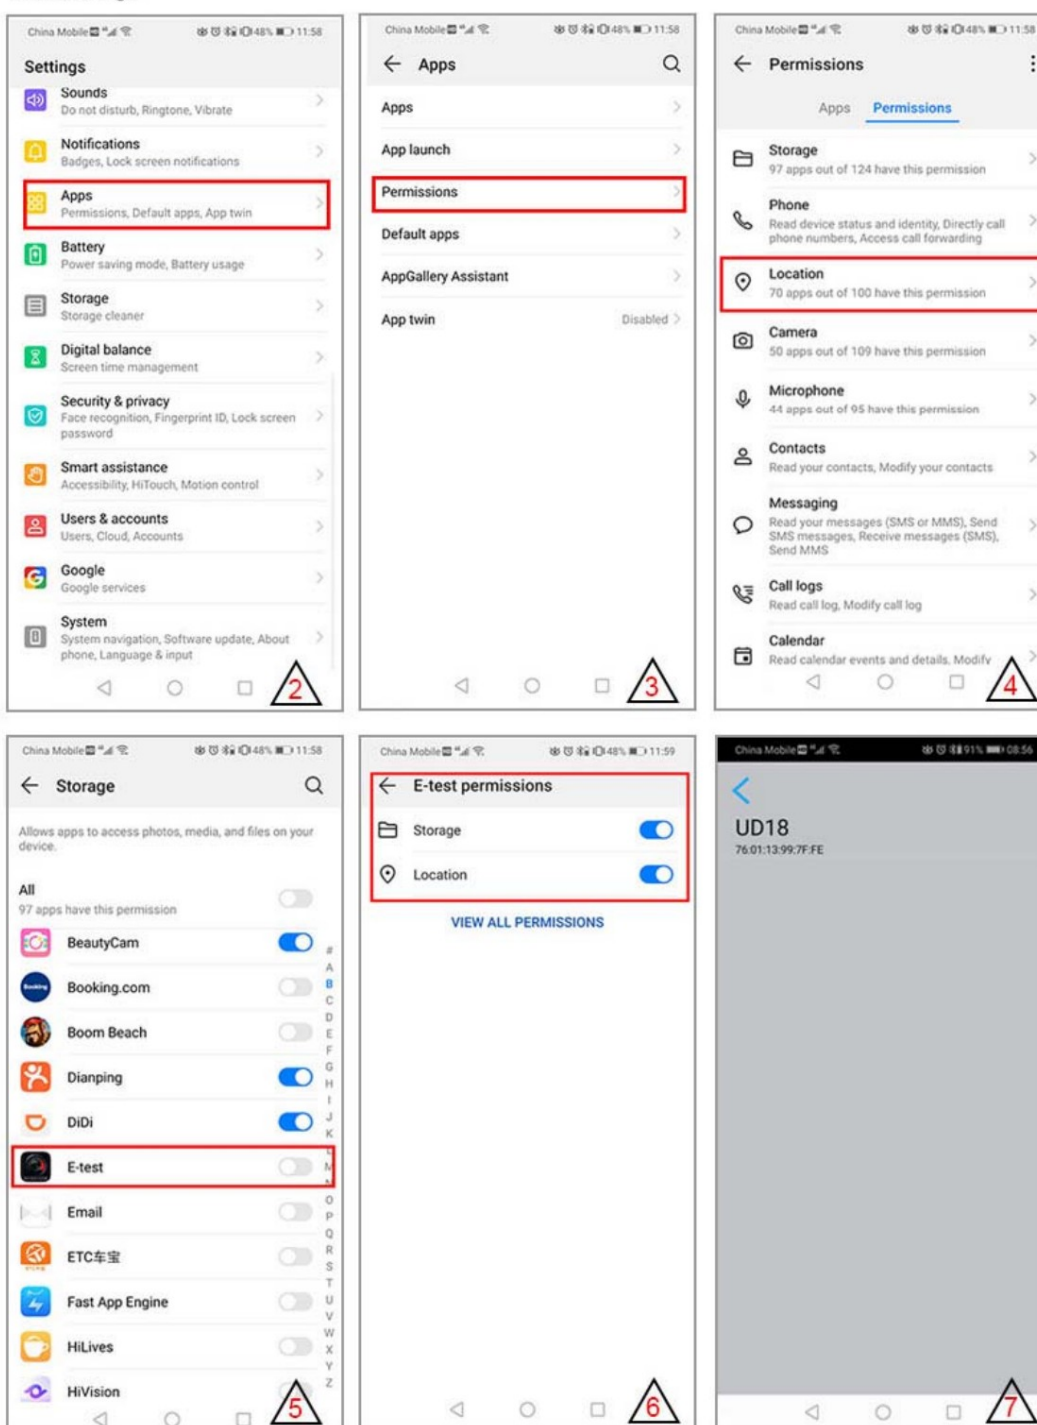 China Mobile 48% 11:58
Settings
Sounds
Do not disturb, Ringtone, Vibrate
Notifications
Badges, Lock screen notifications
Apps
Permissions, Default apps, App twin
Battery
Power saving mode, Battery usage
Storage
Storage cleaner
Digital balance
Screen time management
Security & privacy
Face recognition, Fingerprint ID, Lock screen
password
Smart assistance
Accessibility, HiTouch, Motion control
Users & accounts
Users, Cloud, Accounts
Google
Google services
System
System navigation, Software update, About
phone, Language & input
2
China Mobile 48% 11:58
Apps
Apps
App launch
Permissions
Default apps
AppGallery Assistant
App twin Disabled
3
China Mobile 48% 11:58
Permissions
Apps Permissions
Storage
97 apps out of 124 have this permission
Phone
Read device status and identity, Directly call
phone numbers, Access call forwarding
Location
70 apps out of 100 have this permission
Camera
50 apps out of 109 have this permission
Microphone
44 apps out of 95 have this permission
Contacts
Read your contacts, Modify your contacts
Messaging
Read your messages (SMS or MMS), Send
SMS messages, Receive messages (SMS),
Send MMS
Call logs
Read call log, Modify call log
Calendar
Read calendar events and details, Modify
4
China Mobile 48% 11:58
Storage
Allows apps to access photos, media, and files on your
device.
All
97 apps have this permission
BeautyCam
Booking.com
Boom Beach
Dianping
DiDi
E-test
Email
ETC车宝
Fast App Engine
HiLives
HiVision
#
A
B
C
D
E
F
G
H
I
J
K
L
M
N
O
P
Q
R
S
T
U
V
W
X
Y
Z
5
China Mobile 48% 11:59
E-test permissions
Storage
Location
VIEW ALL PERMISSIONS
6
China Mobile 91% 08:56
UD18
76:01:13:99:7F:FE
7